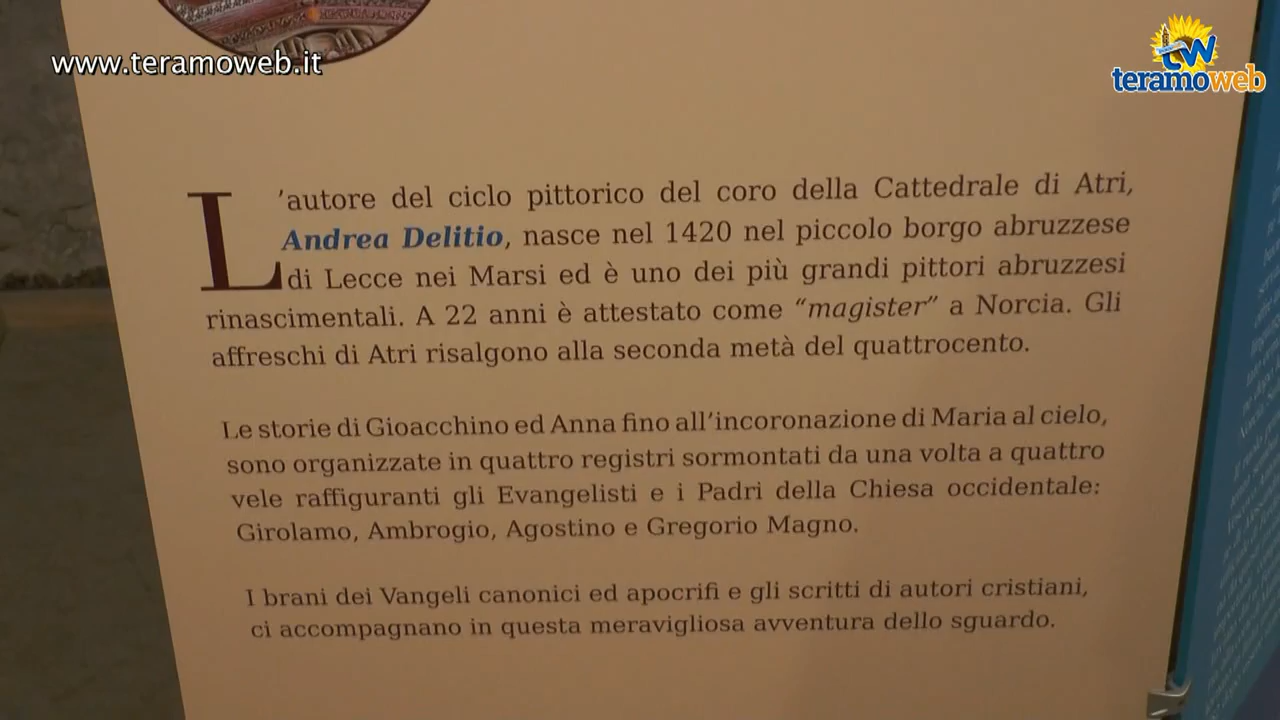 www.teramoweb.it
tw
teramoweb
L'autore del ciclo pittorico del coro della Cattedrale di Atri,
Andrea Delitio, nasce nel 1420 nel piccolo borgo abruzzese
di Lecce nei Marsi ed è uno dei più grandi pittori abruzzesi
rinascimentali. A 22 anni è attestato come “magister” a Norcia. Gli
affreschi di Atri risalgono alla seconda metà del quattrocento.
Le storie di Gioacchino ed Anna fino all'incoronazione di Maria al cielo,
sono organizzate in quattro registri sormontati da una volta a quattro
vele raffiguranti gli Evangelisti e i Padri della Chiesa occidentale:
Girolamo, Ambrogio, Agostino e Gregorio Magno.
I brani dei Vangeli canonici ed apocrifi e gli scritti di autori cristiani,
ci accompagnano in questa meravigliosa avventura dello sguardo.